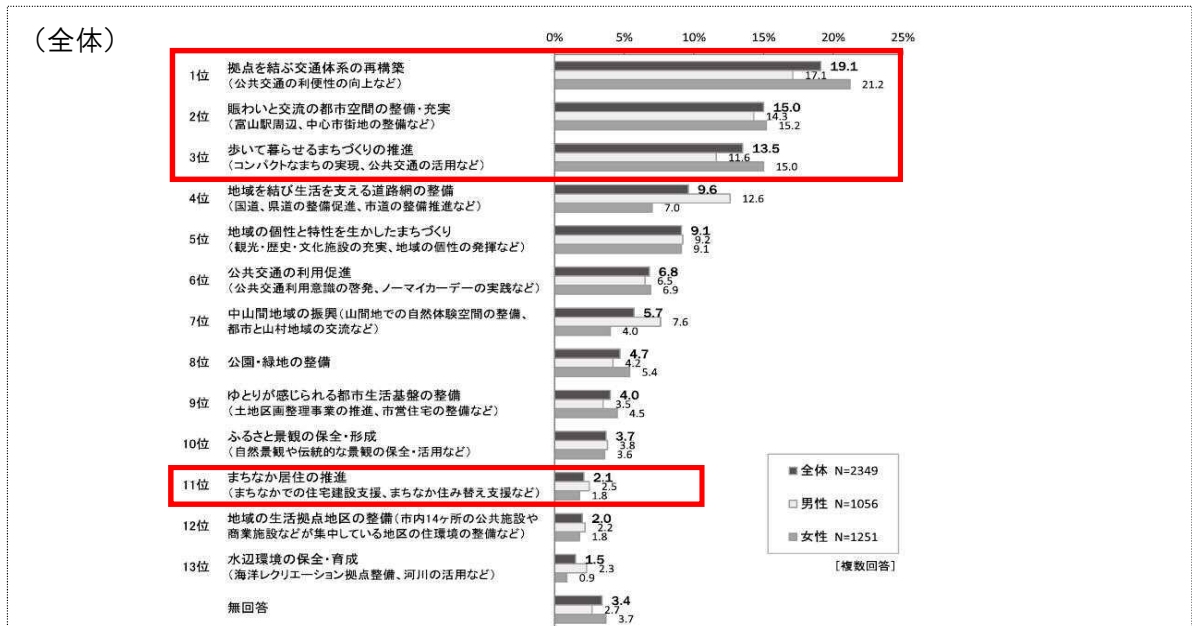 （全体）
0% 5% 10% 15% 20% 25%
1位 拠点を結ぶ交通体系の再構築
（公共交通の利便性の向上など）
19.1
17.1
21.2
2位 賑わいと交流の都市空間の整備・充実
（富山駅周辺、中心市街地の整備など）
15.0
14.3
15.2
3位 歩いて暮らせるまちづくりの推進
（コンパクトなまちの実現、公共交通の活用など）
13.5
11.6
15.0
4位 地域を結び生活を支える道路網の整備
（国道、県道の整備促進、市道の整備推進など）
9.6
12.6
7.0
5位 地域の個性と特性を生かしたまちづくり
（観光・歴史・文化施設の充実、地域の個性の発揮など）
9.1
9.2
9.1
6位 公共交通の利用促進
（公共交通利用意識の啓発、ノーマイカーデーの実践など）
6.8
6.5
6.9
7位 中山間地域の振興（山間地での自然体験空間の整備、
都市と山村地域の交流など）
5.7
7.6
4.0
8位 公園・緑地の整備
4.7
4.2
5.4
9位 ゆとりが感じられる都市生活基盤の整備
（土地区画整理事業の推進、市営住宅の整備など）
4.0
3.5
4.5
10位 ふるさと景観の保全・形成
（自然景観や伝統的な景観の保全・活用など）
3.7
3.8
3.6
11位 まちなか居住の推進
（まちなかでの住宅建設支援、まちなか住み替え支援など）
2.1
2.5
1.8
12位 地域の生活拠点地区の整備（市内14ヶ所の公共施設や
商業施設などが集中している地区の住環境の整備など）
2.0
2.2
1.8
13位 水辺環境の保全・育成
（海洋レクリエーション拠点整備、河川の活用など）
1.5
2.3
0.9
無回答
3.4
2.7
3.7
全体 N=2349
男性 N=1056
女性 N=1251
［複数回答］